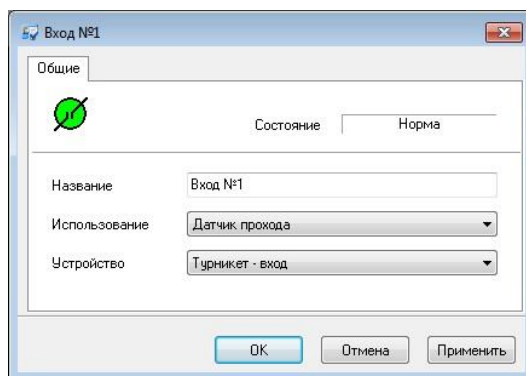 Вход №1
Общие
Состояние Норма
Название Вход №1
Использование Датчик прохода
Устройство Турникет - вход
OK Отмена Применить